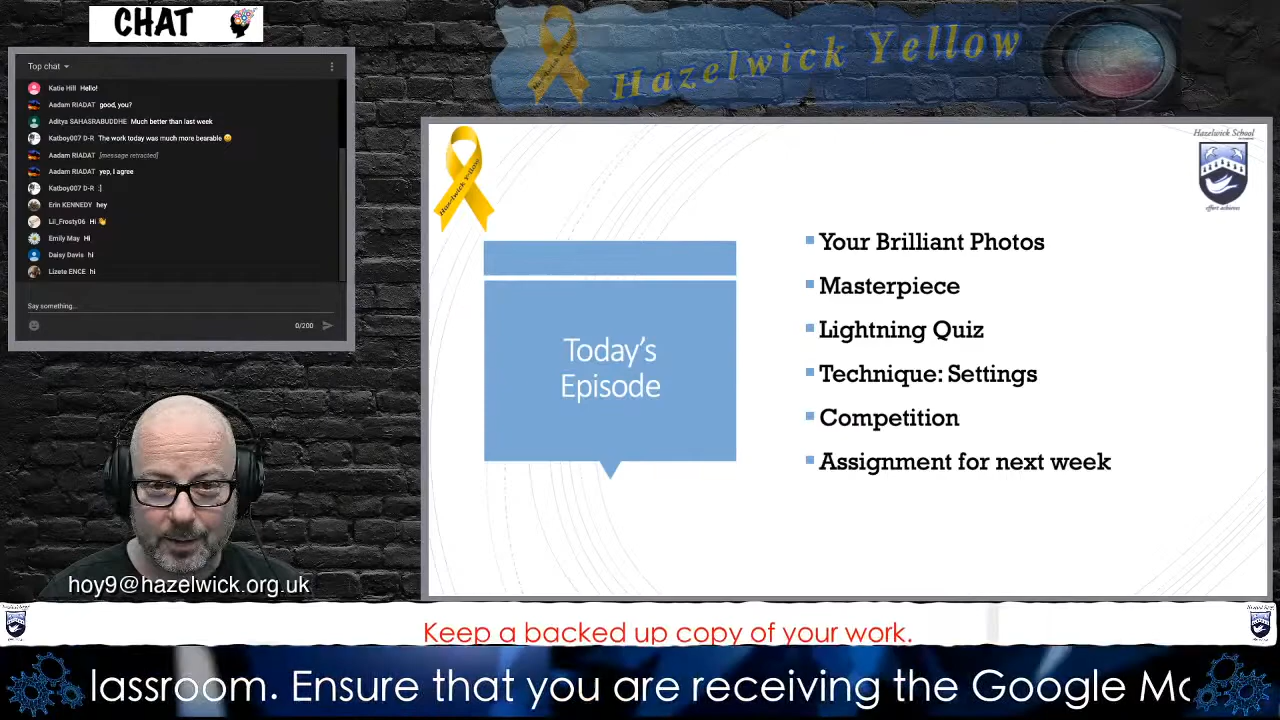 CHAT
Hazelwick Yellow
Top chat
Katie Hill Hello!
Aadam RIADAT good, you?
Aditya SAHASRABUDDHE Much better than last week
Katboy007 D-R The work today was much more bearable 😀
Aadam RIADAT [message retracted]
Aadam RIADAT yep, I agree
Katboy007 D-R :]
Erin KENNEDY hey
Lil_Frosty06 Hi 👋
Emily May Hi
Daisy Davis hi
Lizete ENCE hi
Say something...
0/200
Hazelwick Yellow
Hazelwick School
effort achieves
Today's
Episode
Your Brilliant Photos
Masterpiece
Lightning Quiz
Technique: Settings
Competition
Assignment for next week
hoy9@hazelwick.org.uk
Keep a backed up copy of your work.
lassroom. Ensure that you are receiving the Google